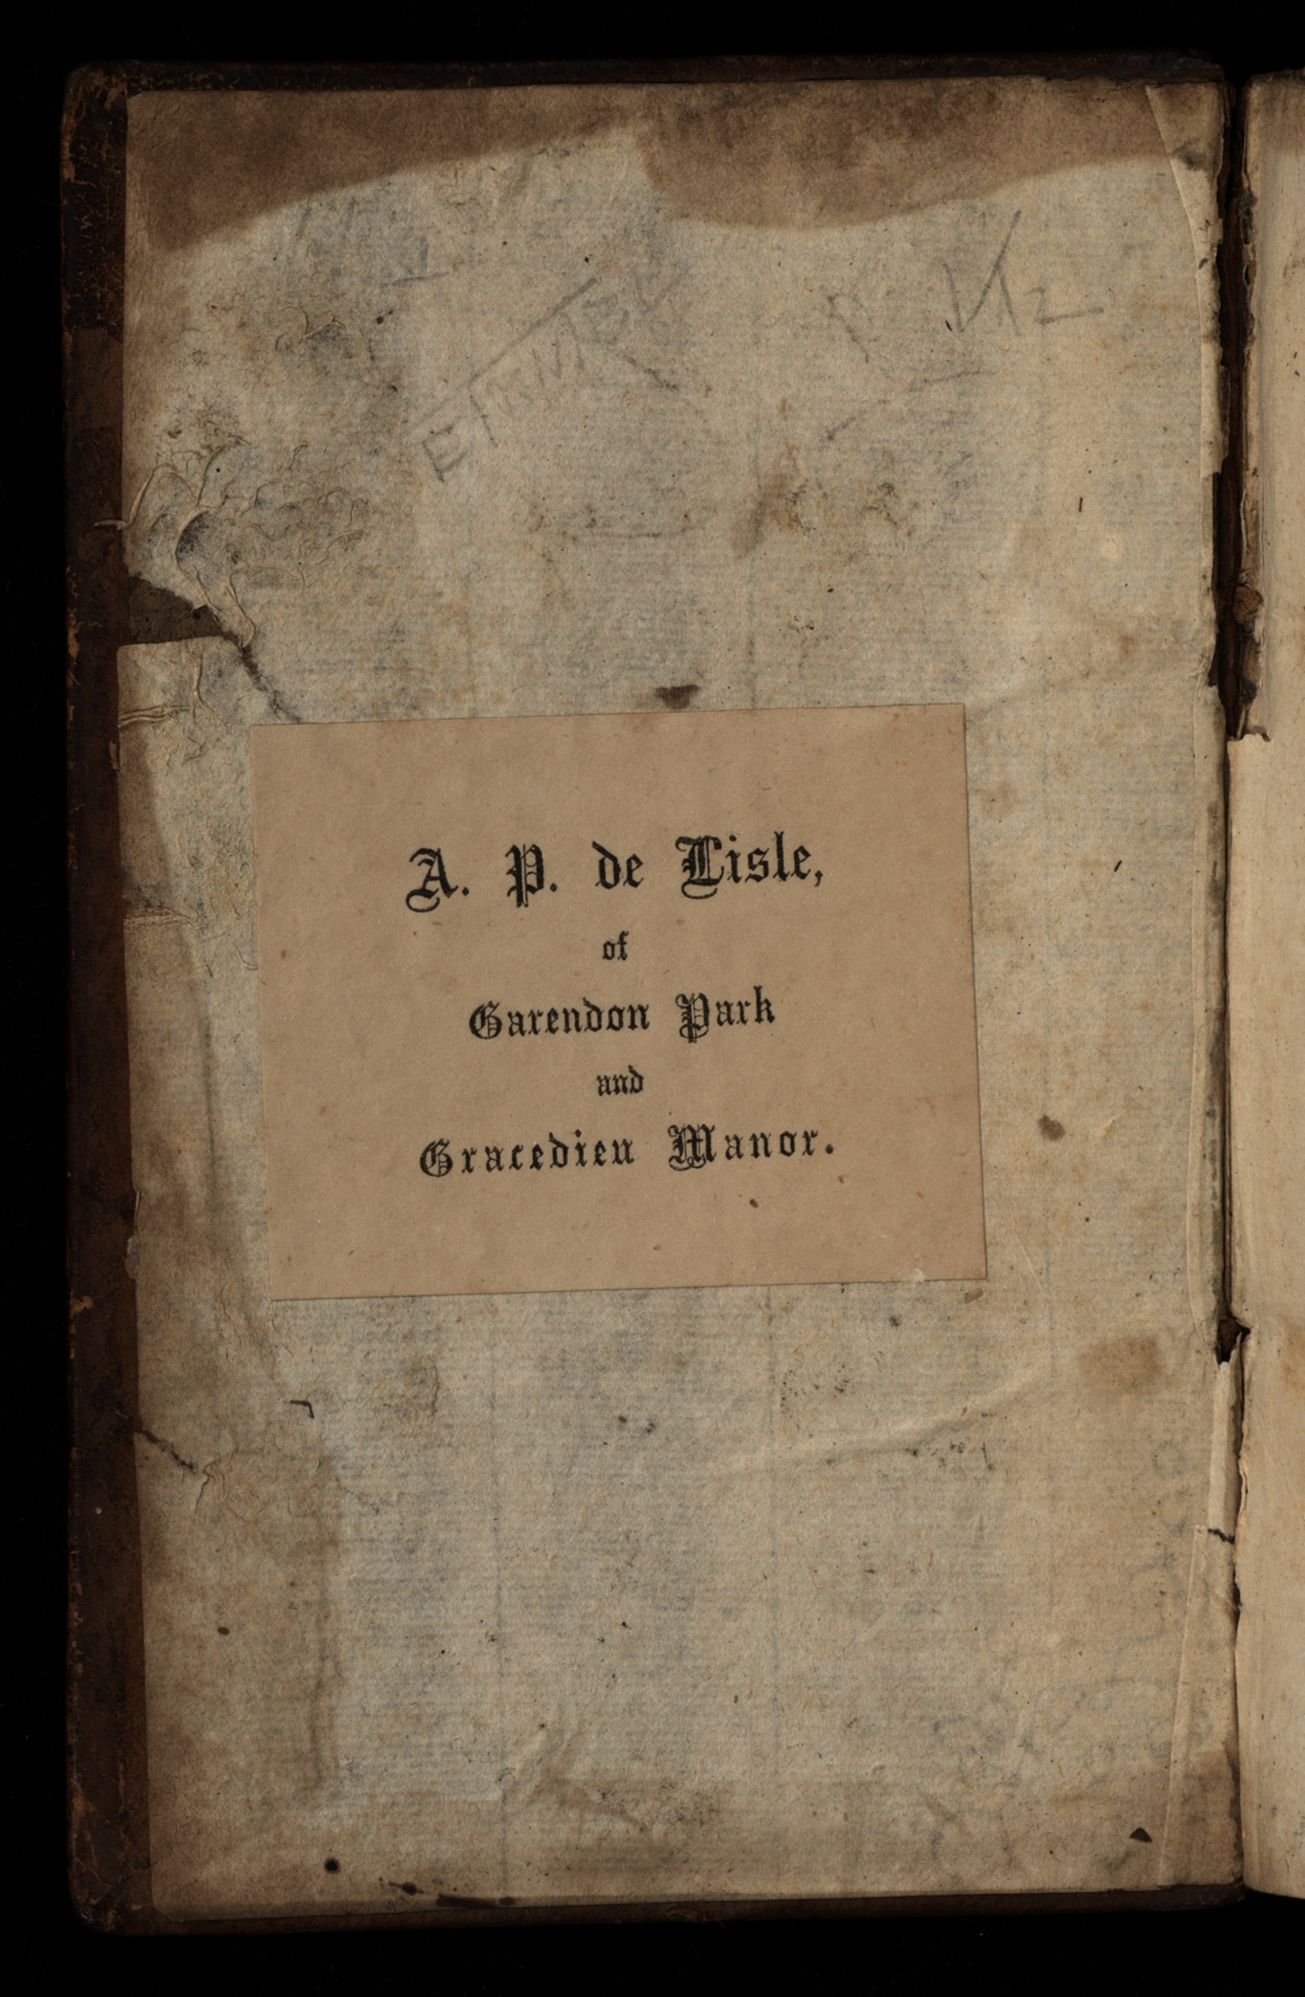 A. P. de Lisle,
of
Garendon Park
and
Gracedieu Manor.